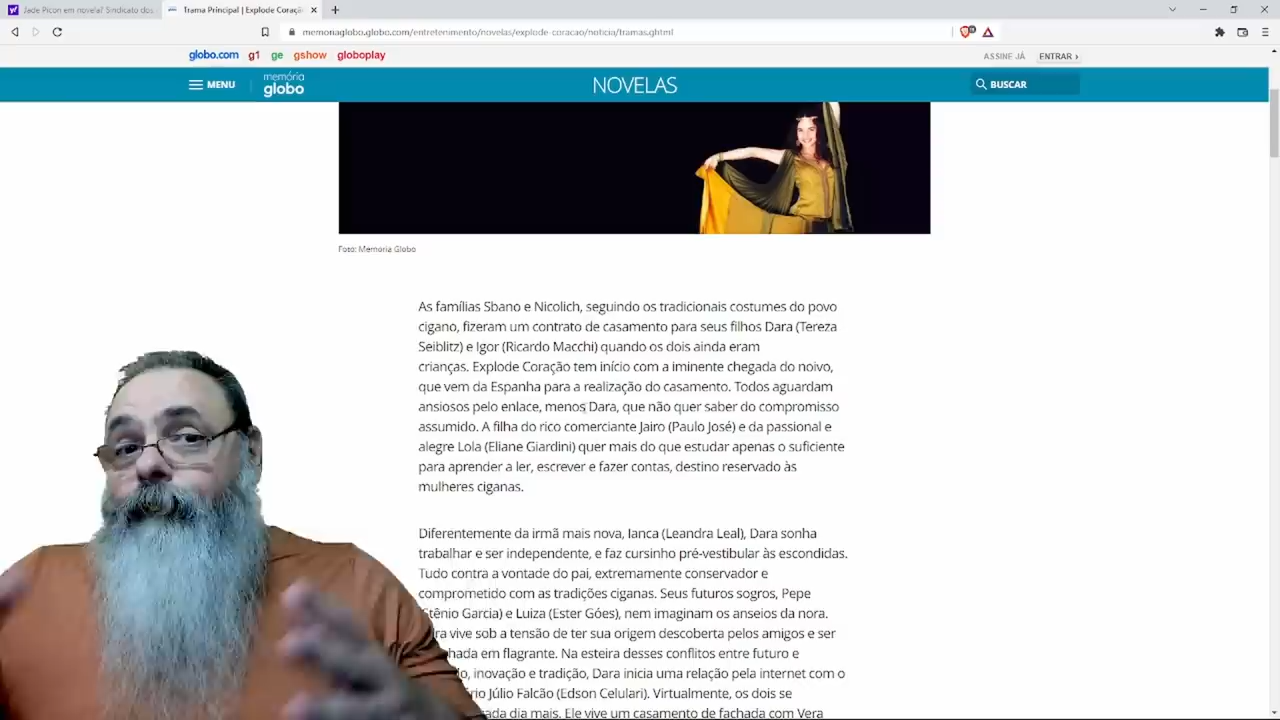 Jade Picon em novela? Sindicato dos
Trama Principal | Explode Coraçã
memoriaglobo.globo.com/entretenimento/novelas/explode-coracao/noticia/tramas.ghtml
globo.com g1 ge gshow globoplay
ASSINE JÁ ENTRAR ›
MENU memória globo NOVELAS BUSCAR
Foto: Memoria Globo
As famílias Sbano e Nicolich, seguindo os tradicionais costumes do povo
cigano, fizeram um contrato de casamento para seus filhos Dara (Tereza
Seiblitz) e Igor (Ricardo Macchi) quando os dois ainda eram
crianças. Explode Coração tem início com a iminente chegada do noivo,
que vem da Espanha para a realização do casamento. Todos aguardam
ansiosos pelo enlace, menos Dara, que não quer saber do compromisso
assumido. A filha do rico comerciante Jairo (Paulo José) e da passional e
alegre Lola (Eliane Giardini) quer mais do que estudar apenas o suficiente
para aprender a ler, escrever e fazer contas, destino reservado às
mulheres ciganas.
Diferentemente da irmã mais nova, Ianca (Leandra Leal), Dara sonha
trabalhar e ser independente, e faz cursinho pré-vestibular às escondidas.
Tudo contra a vontade do pai, extremamente conservador e
comprometido com as tradições ciganas. Seus futuros sogros, Pepe
(Stênio Garcia) e Luiza (Ester Góes), nem imaginam os anseios da nora.
vive sob a tensão de ter sua origem descoberta pelos amigos e ser
em flagrante. Na esteira desses conflitos entre futuro e
inovação e tradição, Dara inicia uma relação pela internet com o
Júlio Falcão (Edson Celulari). Virtualmente, os dois se
dia mais. Ele vive um casamento de fachada com Vera